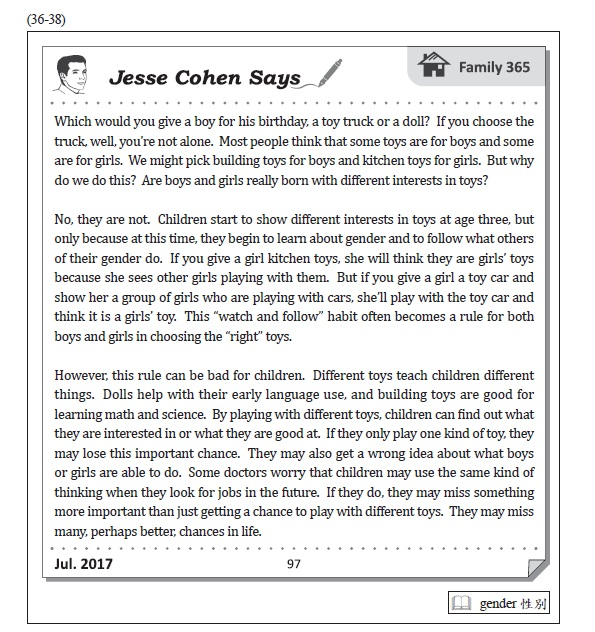 (36-38)
Jesse Cohen Says
Family 365
Which would you give a boy for his birthday, a toy truck or a doll? If you choose the
truck, well, you're not alone. Most people think that some toys are for boys and some
are for girls. We might pick building toys for boys and kitchen toys for girls. But why
do we do this? Are boys and girls really born with different interests in toys?
No, they are not. Children start to show different interests in toys at age three, but
only because at this time, they begin to learn about gender and to follow what others
of their gender do. If you give a girl kitchen toys, she will think they are girls' toys
because she sees other girls playing with them. But if you give a girl a toy car and
show her a group of girls who are playing with cars, she'll play with the toy car and
think it is a girls' toy. This “watch and follow” habit often becomes a rule for both
boys and girls in choosing the “right” toys.
However, this rule can be bad for children. Different toys teach children different
things. Dolls help with their early language use, and building toys are good for
learning math and science. By playing with different toys, children can find out what
they are interested in or what they are good at. If they only play one kind of toy, they
may lose this important chance. They may also get a wrong idea about what boys
or girls are able to do. Some doctors worry that children may use the same kind of
thinking when they look for jobs in the future. If they do, they may miss something
more important than just getting a chance to play with different toys. They may miss
many, perhaps better, chances in life.
Jul. 2017
97
gender 性別